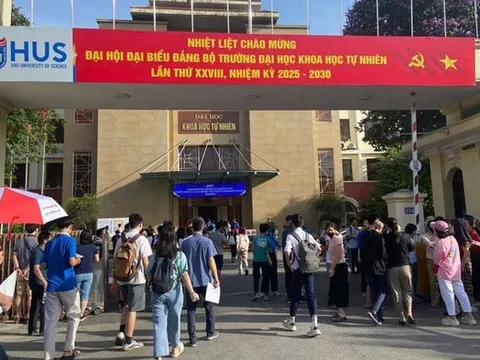 HUS
VNU UNIVERSITY OF SCIENCE
NHIỆT LIỆT CHÀO MỪNG
ĐẠI HỘI ĐẠI BIỂU ĐẢNG BỘ TRƯỜNG ĐẠI HỌC KHOA HỌC TỰ NHIÊN
LẦN THỨ XXVIII, NHIỆM KỲ 2025 - 2030
ĐẠI HỌC
KHOA HỌC TỰ NHIÊN